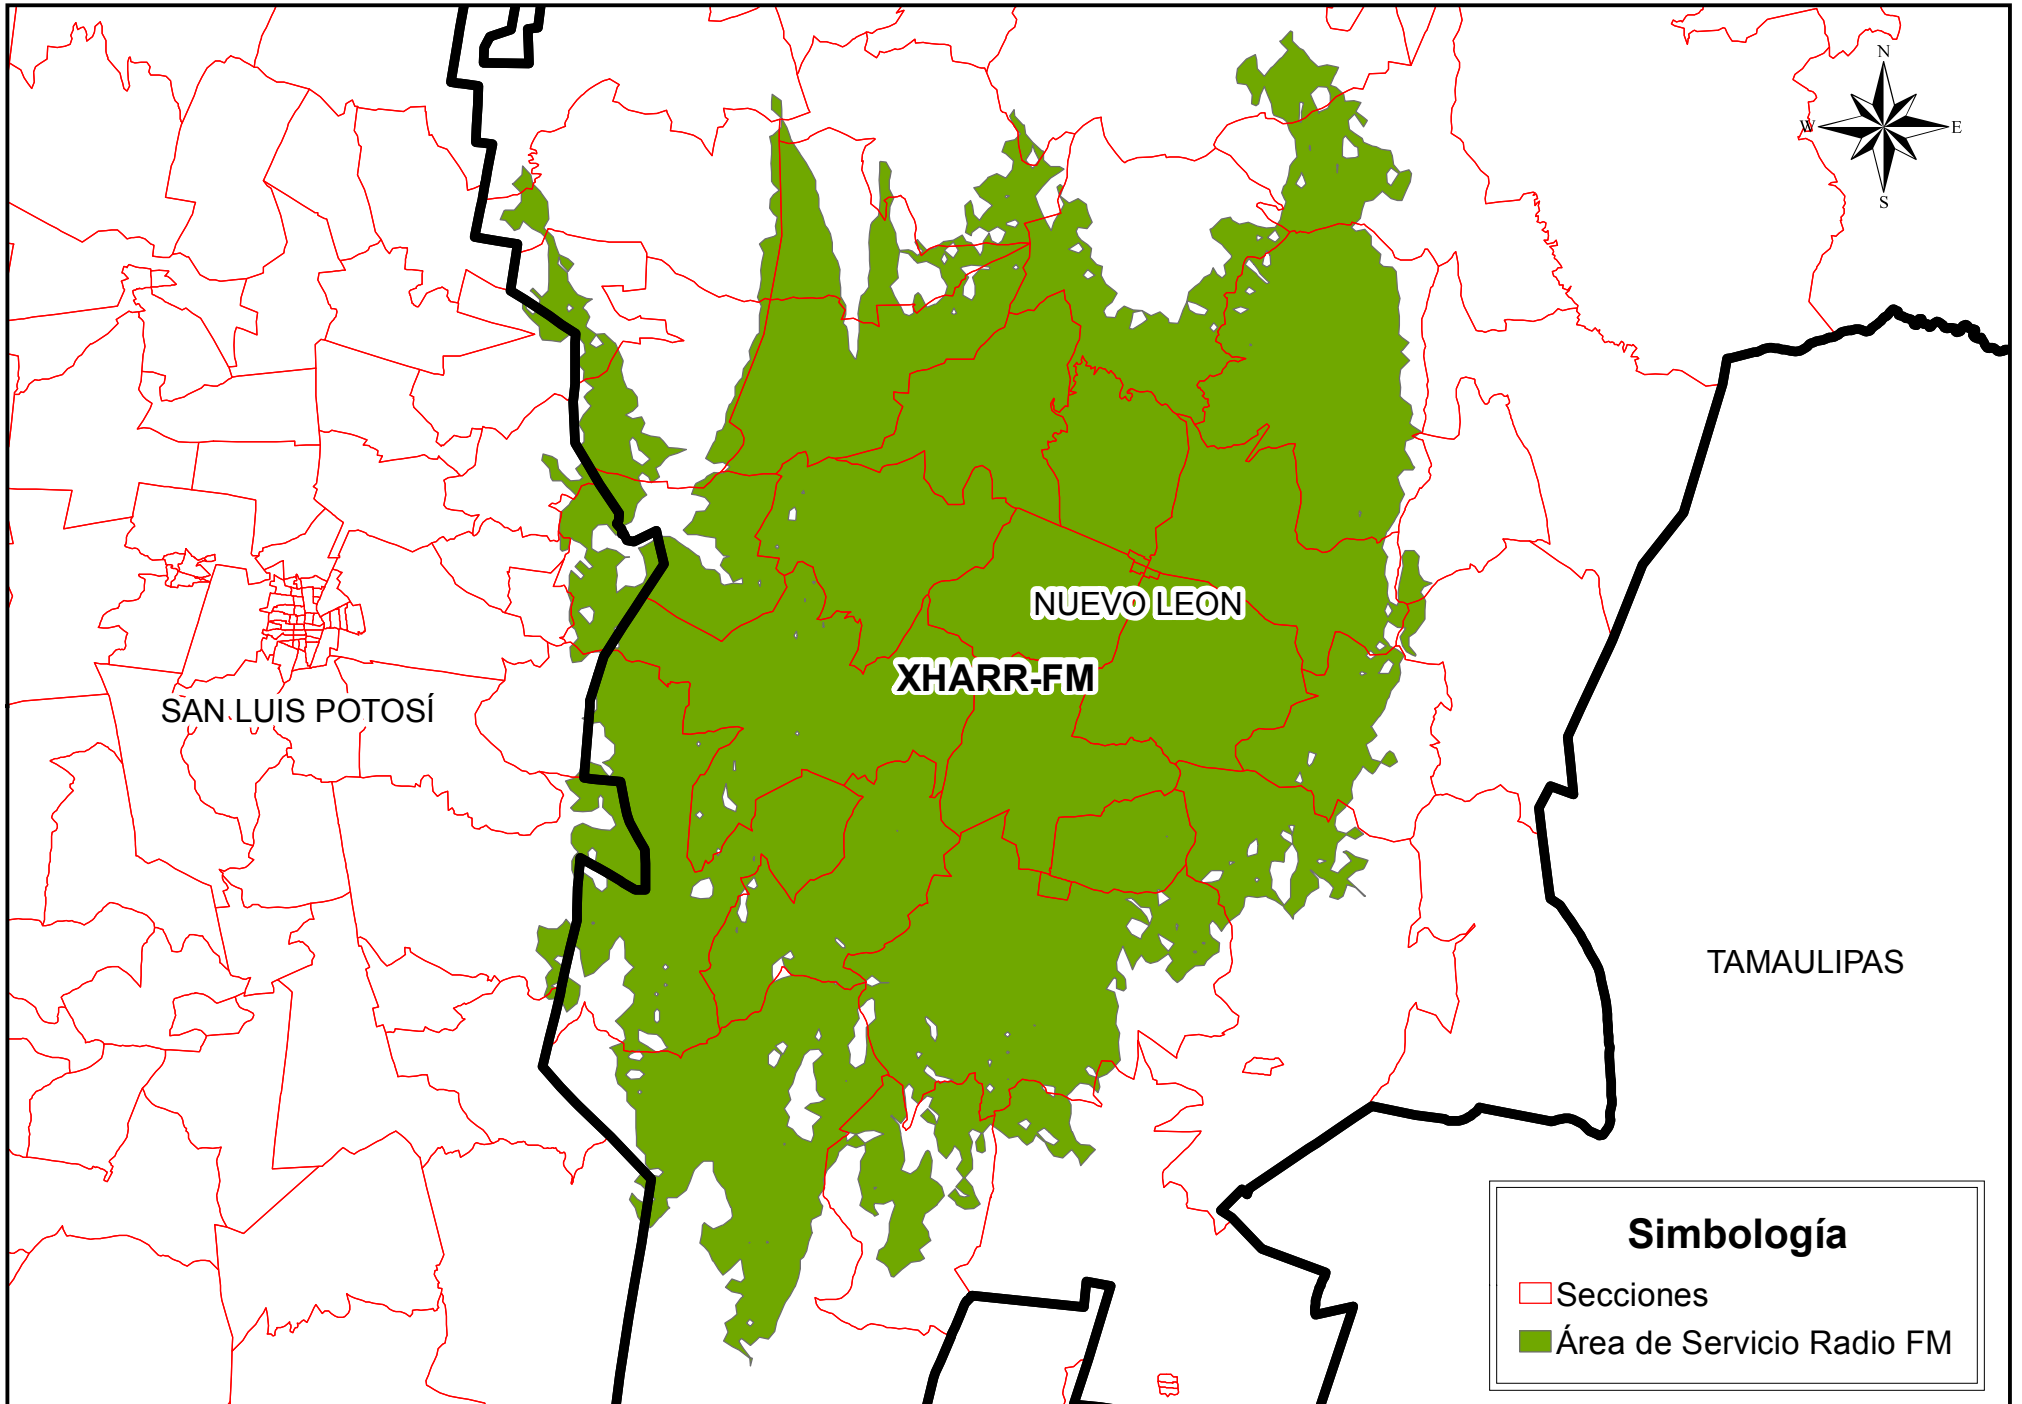 N
W
E
S
NUEVO LEON
XHARR-FM
SAN LUIS POTOSÍ
TAMAULIPAS
Simbología
Secciones
Área de Servicio Radio FM